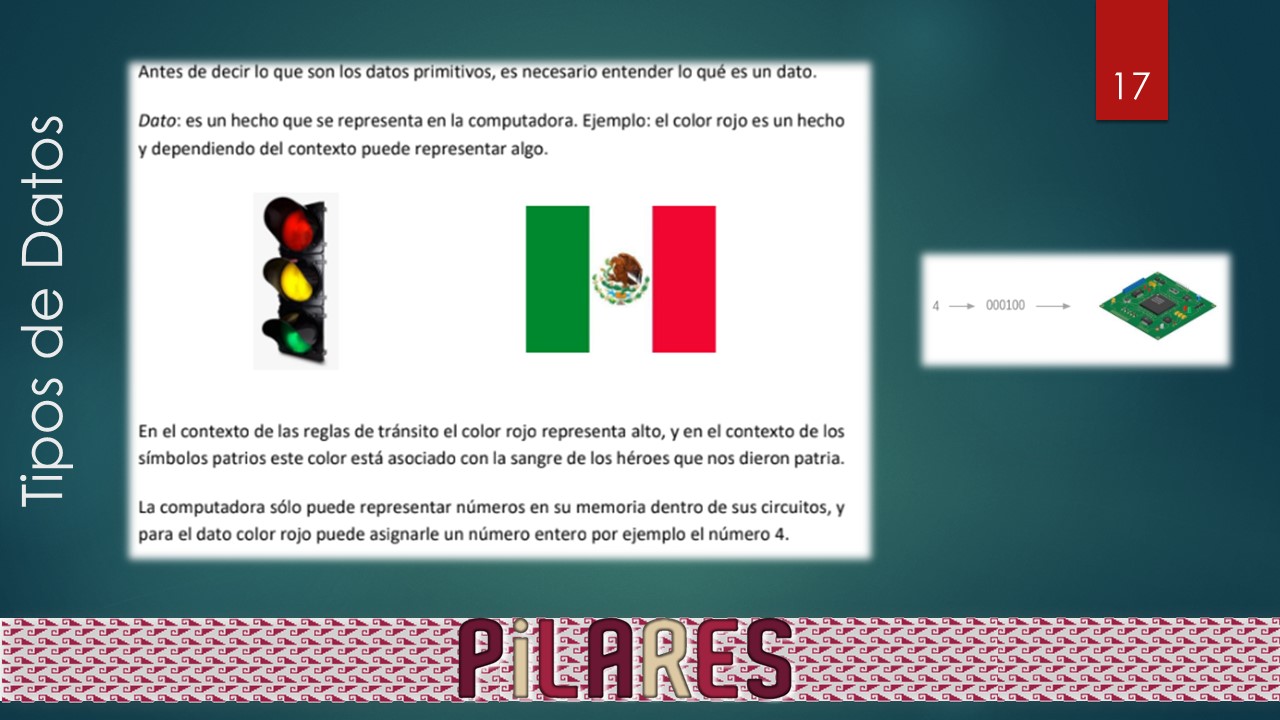 Tipos de Datos
17
Antes de decir lo que son los datos primitivos, es necesario entender lo qué es un dato.
Dato: es un hecho que se representa en la computadora. Ejemplo: el color rojo es un hecho
y dependiendo del contexto puede representar algo.
En el contexto de las reglas de tránsito el color rojo representa alto, y en el contexto de los
símbolos patrios este color está asociado con la sangre de los héroes que nos dieron patria.
La computadora sólo puede representar números en su memoria dentro de sus circuitos, y
para el dato color rojo puede asignarle un número entero por ejemplo el número 4.
4 → 000100 →
PiLARES